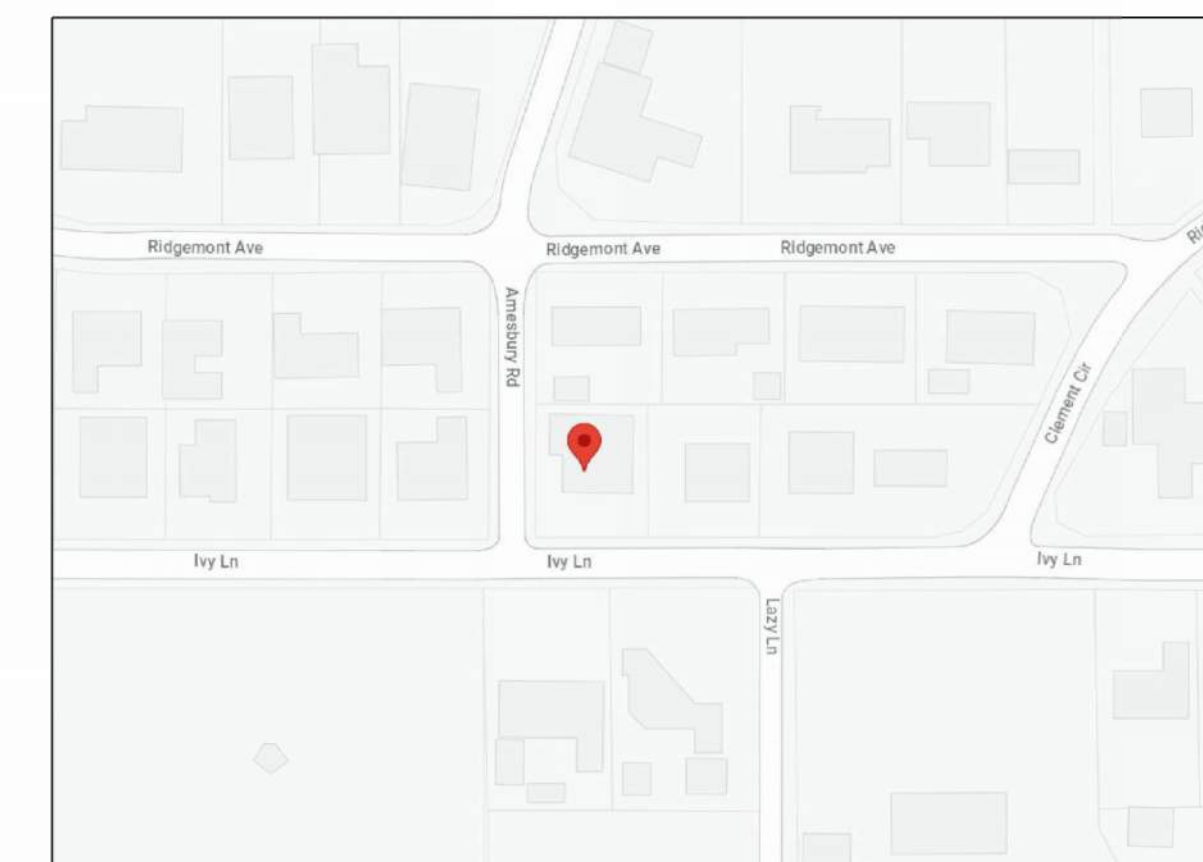 Ridgemont Ave
Ridgemont Ave
Ridgemont Ave
Amesbury Rd
Clement Cir
Ivy Ln
Ivy Ln
Ivy Ln
Lazy Ln